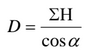 D = ΣH / cos α